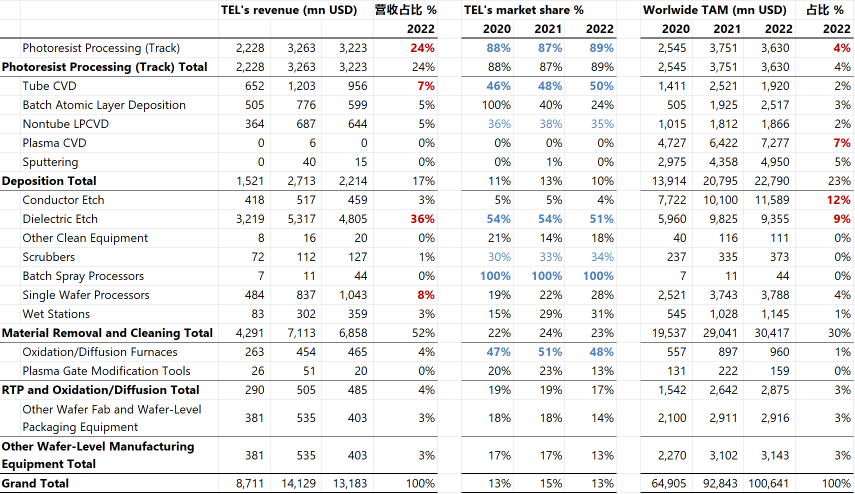 TEL's revenue (mn USD) 营收占比 % TEL's market share % Worlwide TAM (mn USD) 占比 %
2020 2021 2022 2022 2020 2021 2022 2020 2021 2022 2022
Photoresist Processing (Track) 2,228 3,263 3,223 24% 88% 87% 89% 2,545 3,751 3,630 4%
Photoresist Processing (Track) Total 2,228 3,263 3,223 24% 88% 87% 89% 2,545 3,751 3,630 4%
Tube CVD 652 1,203 956 7% 46% 48% 50% 1,411 2,521 1,920 2%
Batch Atomic Layer Deposition 505 776 599 5% 100% 40% 24% 505 1,925 2,517 3%
Nontube LPCVD 364 687 644 5% 36% 38% 35% 1,015 1,812 1,866 2%
Plasma CVD 0 6 0 0% 0% 0% 0% 4,727 6,422 7,277 7%
Sputtering 0 40 15 0% 0% 1% 0% 2,975 4,358 4,950 5%
Deposition Total 1,521 2,713 2,214 17% 11% 13% 10% 13,914 20,795 22,790 23%
Conductor Etch 418 517 459 3% 5% 5% 4% 7,722 10,100 11,589 12%
Dielectric Etch 3,219 5,317 4,805 36% 54% 54% 51% 5,960 9,825 9,355 9%
Other Clean Equipment 8 16 20 0% 21% 14% 18% 40 116 111 0%
Scrubbers 72 112 127 1% 30% 33% 34% 237 335 373 0%
Batch Spray Processors 7 11 44 0% 100% 100% 100% 7 11 44 0%
Single Wafer Processors 484 837 1,043 8% 19% 22% 28% 2,521 3,743 3,788 4%
Wet Stations 83 302 359 3% 15% 29% 31% 545 1,028 1,145 1%
Material Removal and Cleaning Total 4,291 7,113 6,858 52% 22% 24% 23% 19,537 29,041 30,417 30%
Oxidation/Diffusion Furnaces 263 454 465 4% 47% 51% 48% 557 897 960 1%
Plasma Gate Modification Tools 26 51 20 0% 20% 23% 13% 131 222 159 0%
RTP and Oxidation/Diffusion Total 290 505 485 4% 19% 19% 17% 1,542 2,642 2,875 3%
Other Wafer Fab and Wafer-Level
Packaging Equipment 381 535 403 3% 18% 18% 14% 2,100 2,911 2,916 3%
Other Wafer-Level Manufacturing
Equipment Total 381 535 403 3% 17% 17% 13% 2,270 3,102 3,143 3%
Grand Total 8,711 14,129 13,183 100% 13% 15% 13% 64,905 92,843 100,641 100%